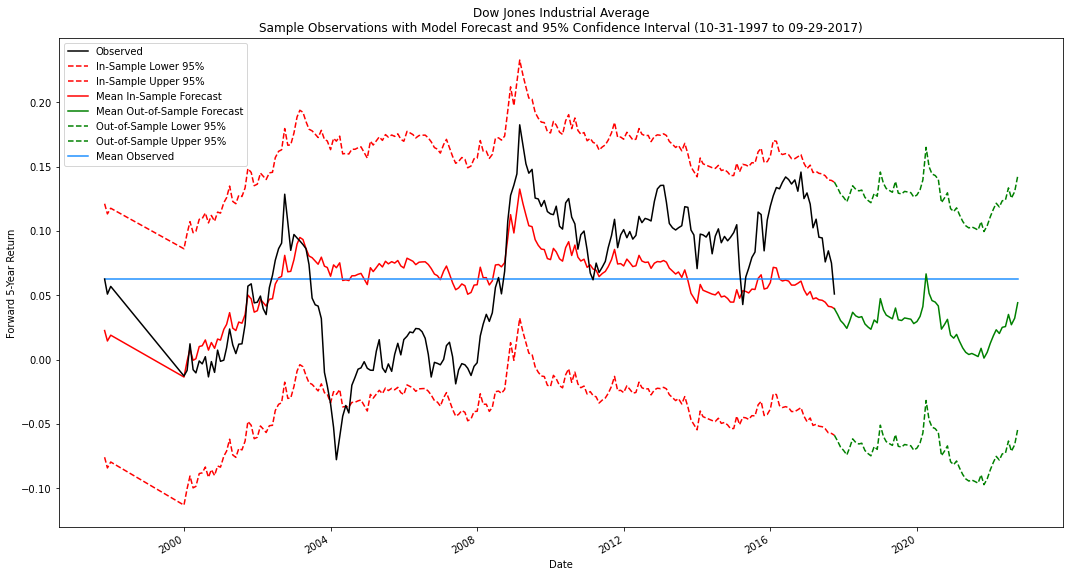 Dow Jones Industrial Average
Sample Observations with Model Forecast and 95% Confidence Interval (10-31-1997 to 09-29-2017)
Observed
In-Sample Lower 95%
In-Sample Upper 95%
Mean In-Sample Forecast
Mean Out-of-Sample Forecast
Out-of-Sample Lower 95%
Out-of-Sample Upper 95%
Mean Observed
Forward 5-Year Return
0.20
0.15
0.10
0.05
0.00
−0.05
−0.10
2000
2004
2008
2012
2016
2020
Date